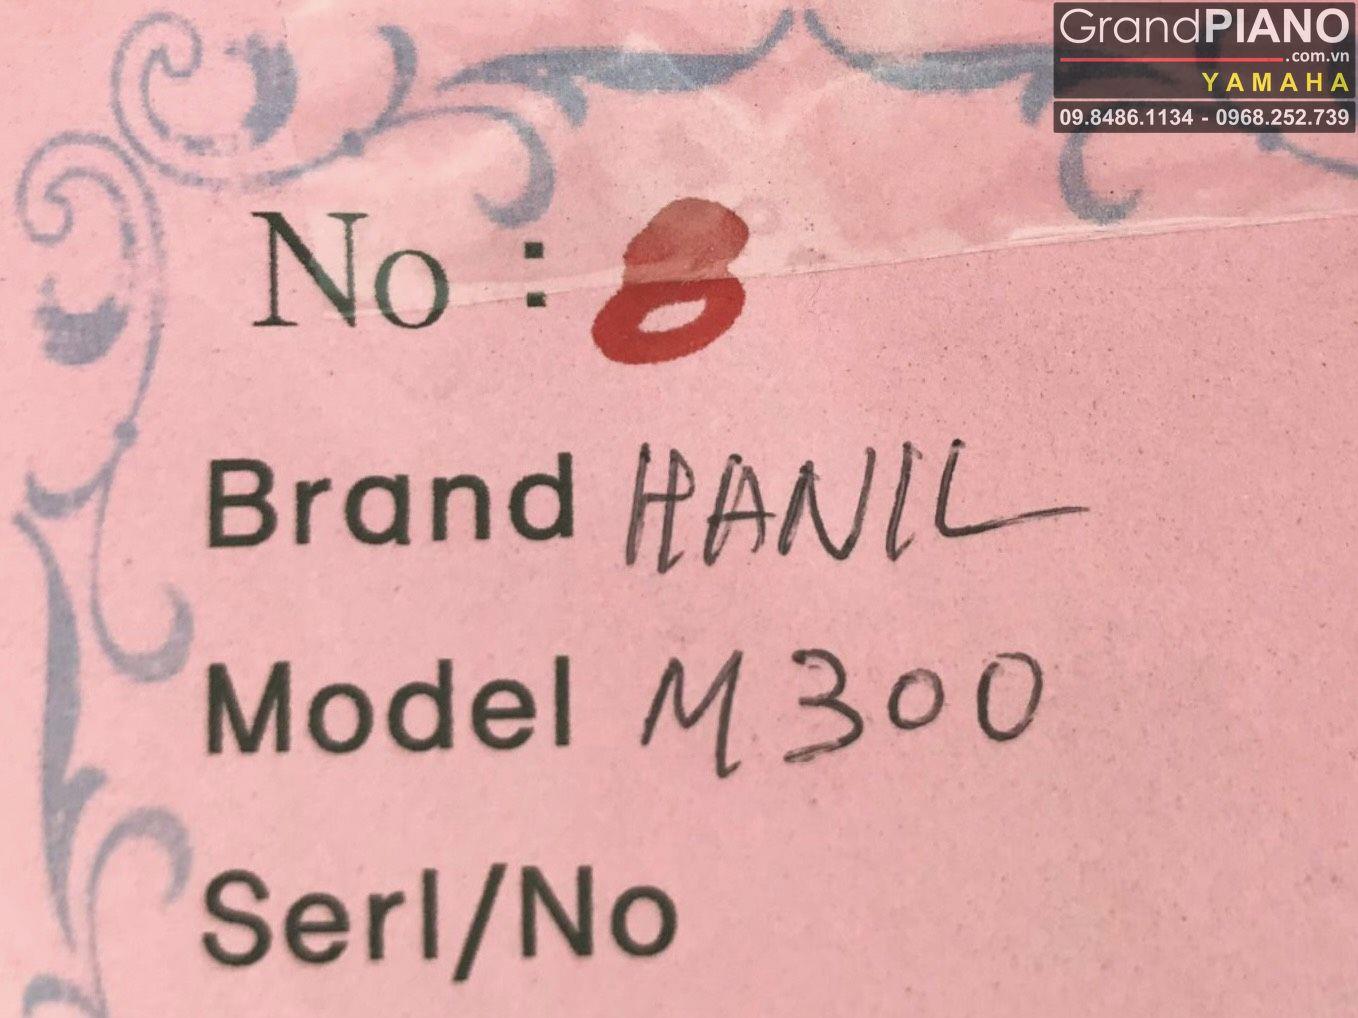 GrandPIANO
.com.vn
YAMAHA
09.8486.1134 - 0968.252.739
No : 8
Brand HANIL
Model M300
Serl/No